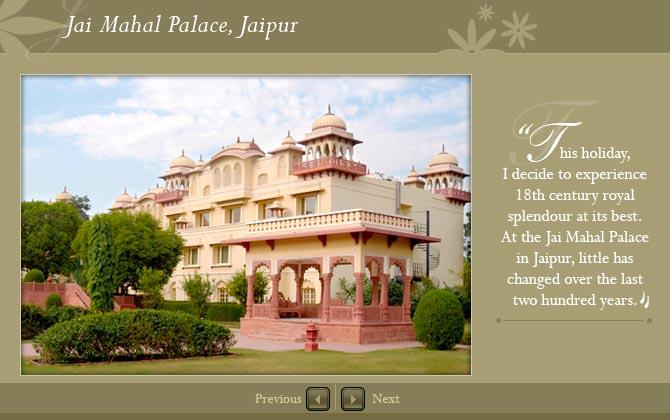 Jai Mahal Palace, Jaipur
“This holiday,
I decide to experience
18th century royal
splendour at its best.
At the Jai Mahal Palace
in Jaipur, little has
changed over the last
two hundred years.”
Previous Next